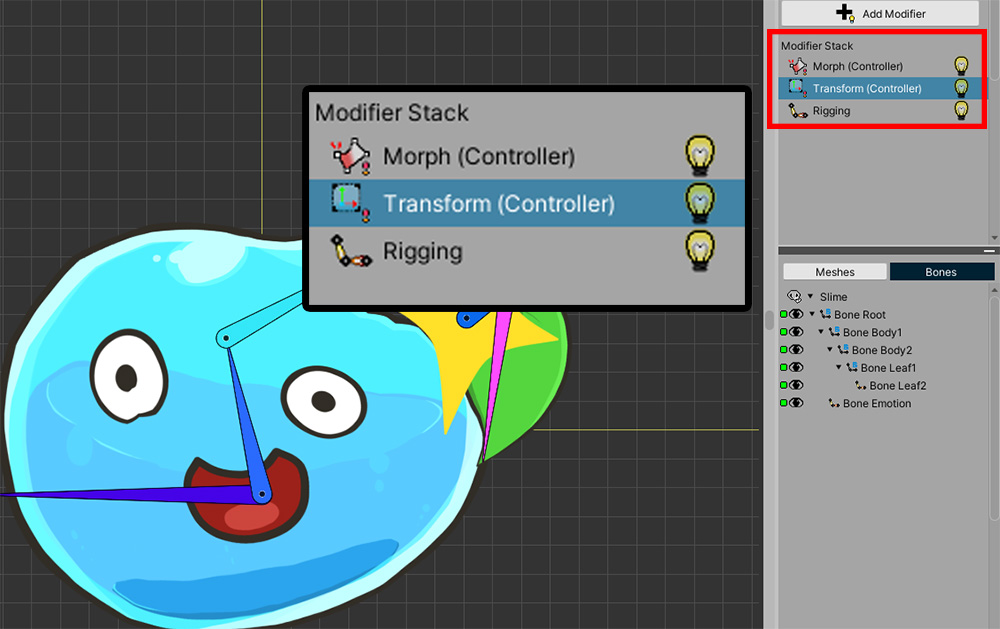 Add Modifier
Modifier Stack
Morph (Controller)
Transform (Controller)
Rigging
Modifier Stack
Morph (Controller)
Transform (Controller)
Rigging
Meshes Bones
Slime
Bone Root
Bone Body1
Bone Body2
Bone Leaf1
Bone Leaf2
Bone Emotion